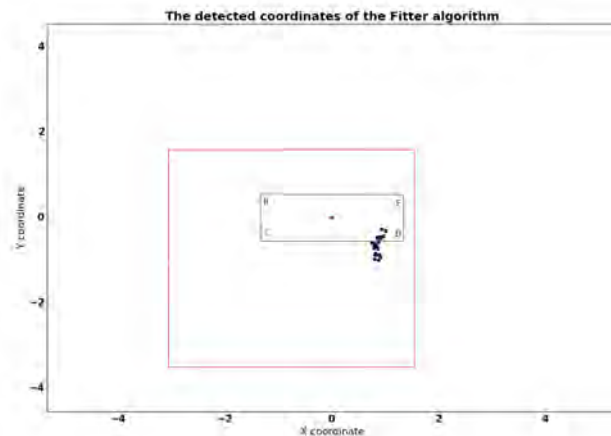 The detected coordinates of the Fitter algorithm
4
2
0
−2
−4
Y coordinate
C
D
−4
−2
0
2
4
X coordinate